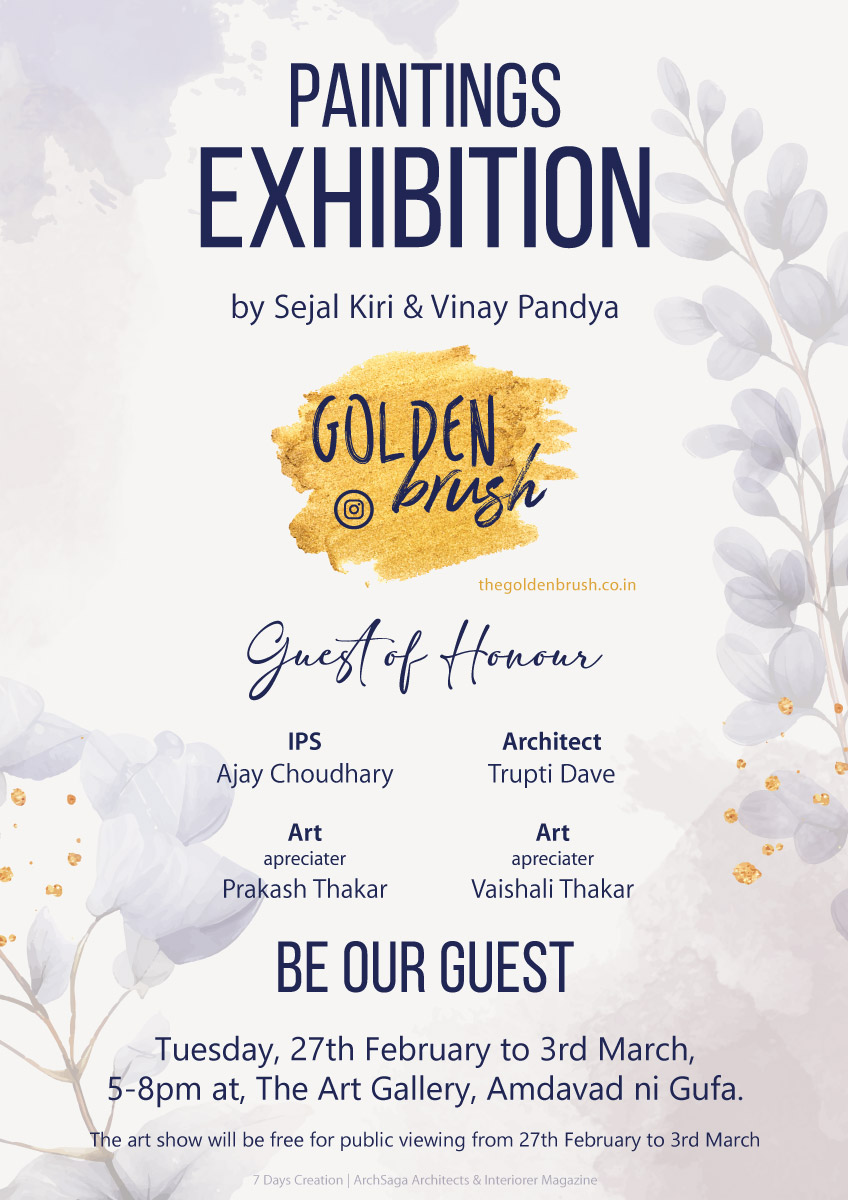 PAINTINGS
EXHIBITION
by Sejal Kiri & Vinay Pandya
GOLDEN
brush
thegoldenbrush.co.in
Guest of Honour
IPS
Ajay Choudhary
Architect
Trupti Dave
Art
apreciater
Prakash Thakar
Art
apreciater
Vaishali Thakar
BE OUR GUEST
Tuesday, 27th February to 3rd March,
5-8pm at, The Art Gallery, Amdavad ni Gufa.
The art show will be free for public viewing from 27th February to 3rd March
7 Days Creation | ArchSaga Architects & Interiorer Magazine